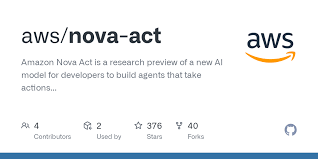 aws/nova-act
aws
Amazon Nova Act is a research preview of a new AI
model for developers to build agents that take
actions...
4
Contributors
2
Used by
376
Stars
40
Forks